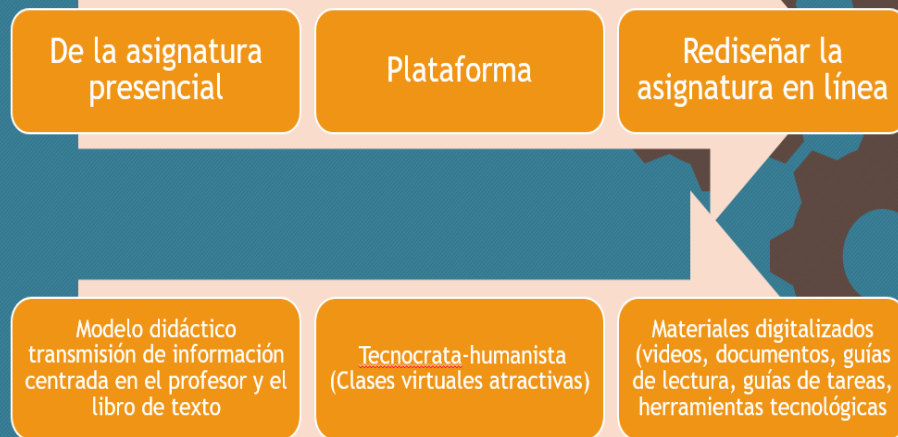 De la asignatura
presencial
Plataforma
Rediseñar la
asignatura en línea
Modelo didáctico
transmisión de información
centrada en el profesor y el
libro de texto
Tecnocrata-humanista
(Clases virtuales atractivas)
Materiales digitalizados
(videos, documentos, guías
de lectura, guías de tareas,
herramientas tecnológicas